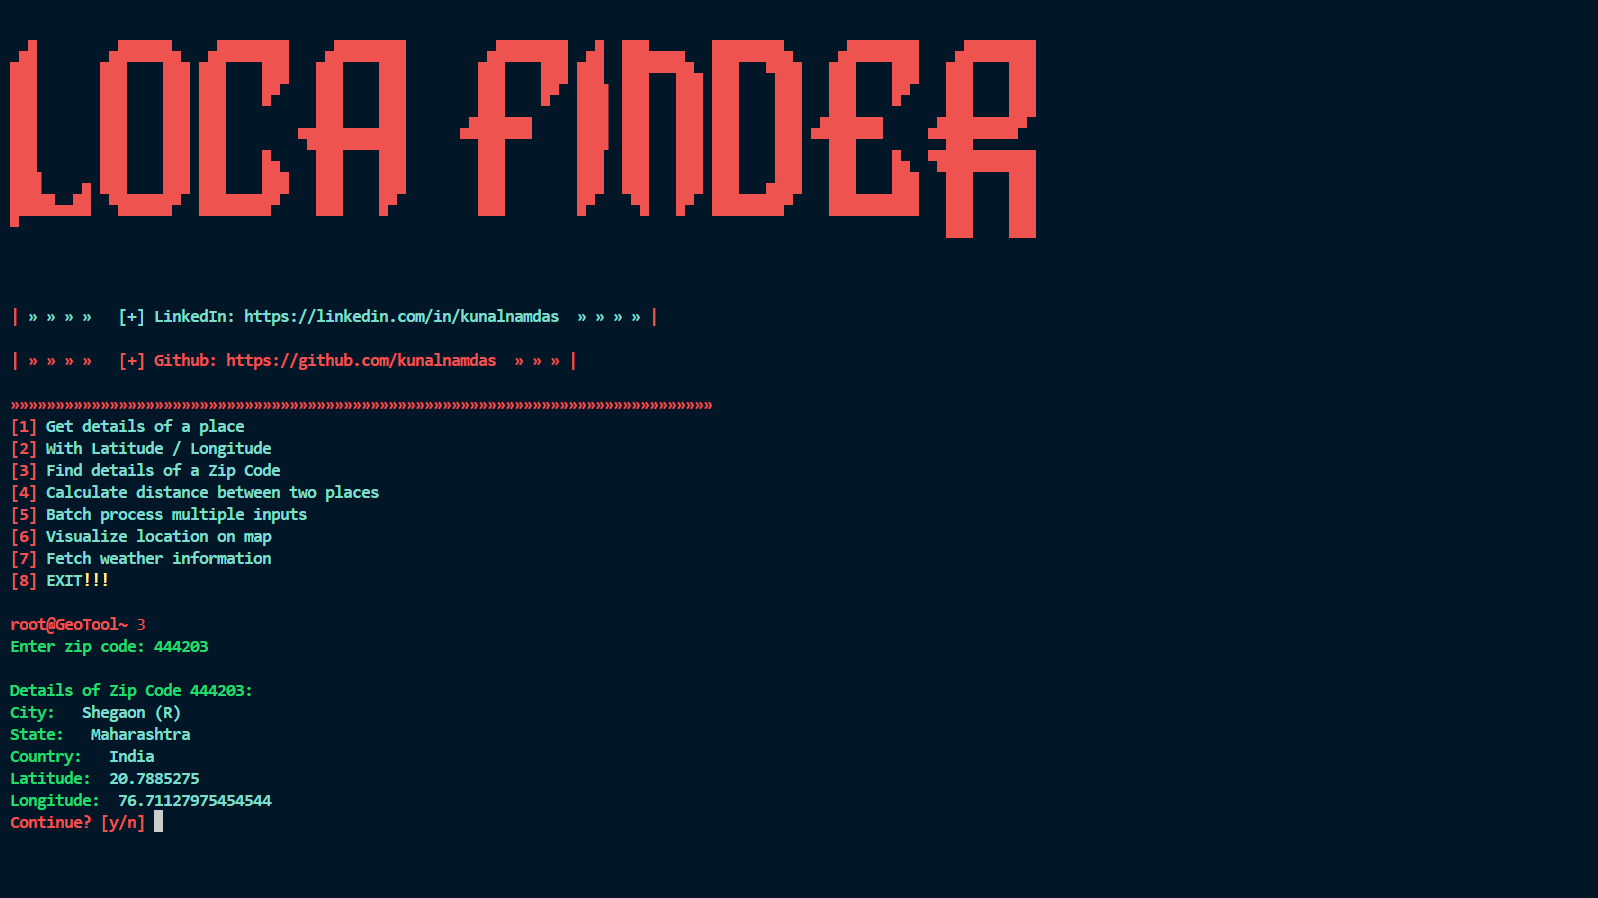 LOCA FINDER
| » » » »   [+] LinkedIn: https://linkedin.com/in/kunalnamdas  » » » » |
| » » » »   [+] Github: https://github.com/kunalnamdas  » » » |
»»»»»»»»»»»»»»»»»»»»»»»»»»»»»»»»»»»»»»»»»»»»»»»»»»»»»»»»»»»»»»»»»»»»»»»»»»»»»»
[1] Get details of a place
[2] With Latitude / Longitude
[3] Find details of a Zip Code
[4] Calculate distance between two places
[5] Batch process multiple inputs
[6] Visualize location on map
[7] Fetch weather information
[8] EXIT!!!
root@GeoTool~ 3
Enter zip code: 444203
Details of Zip Code 444203:
City:   Shegaon (R)
State:   Maharashtra
Country:   India
Latitude:  20.7885275
Longitude:  76.71127975454544
Continue? [y/n]